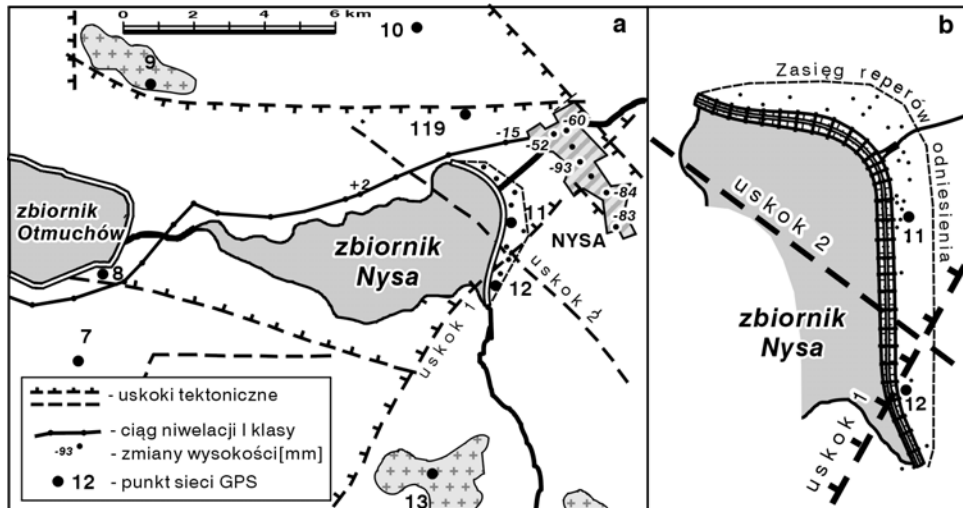 0 2 4 6 km
a
10
9
119
-15
-60
-52
-93
-84
-83
+2
zbiornik
Otmuchów
8
zbiornik
Nysa
11
NYSA
12
uskok 1
uskok 2
7
- uskoki tektoniczne
- ciąg niwelacji I klasy
-93 - zmiany wysokości[mm]
12 - punkt sieci GPS
13
b
Zasięg reperów
odniesienia
uskok 2
11
zbiornik
Nysa
12
uskok 1